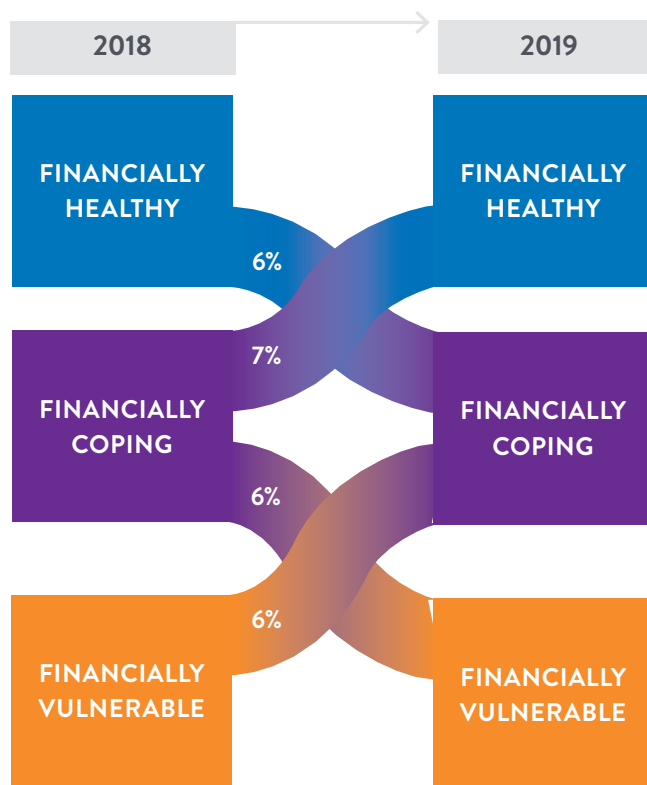 2018
2019
FINANCIALLY
HEALTHY
FINANCIALLY
HEALTHY
6%
7%
FINANCIALLY
COPING
FINANCIALLY
COPING
6%
6%
FINANCIALLY
VULNERABLE
FINANCIALLY
VULNERABLE